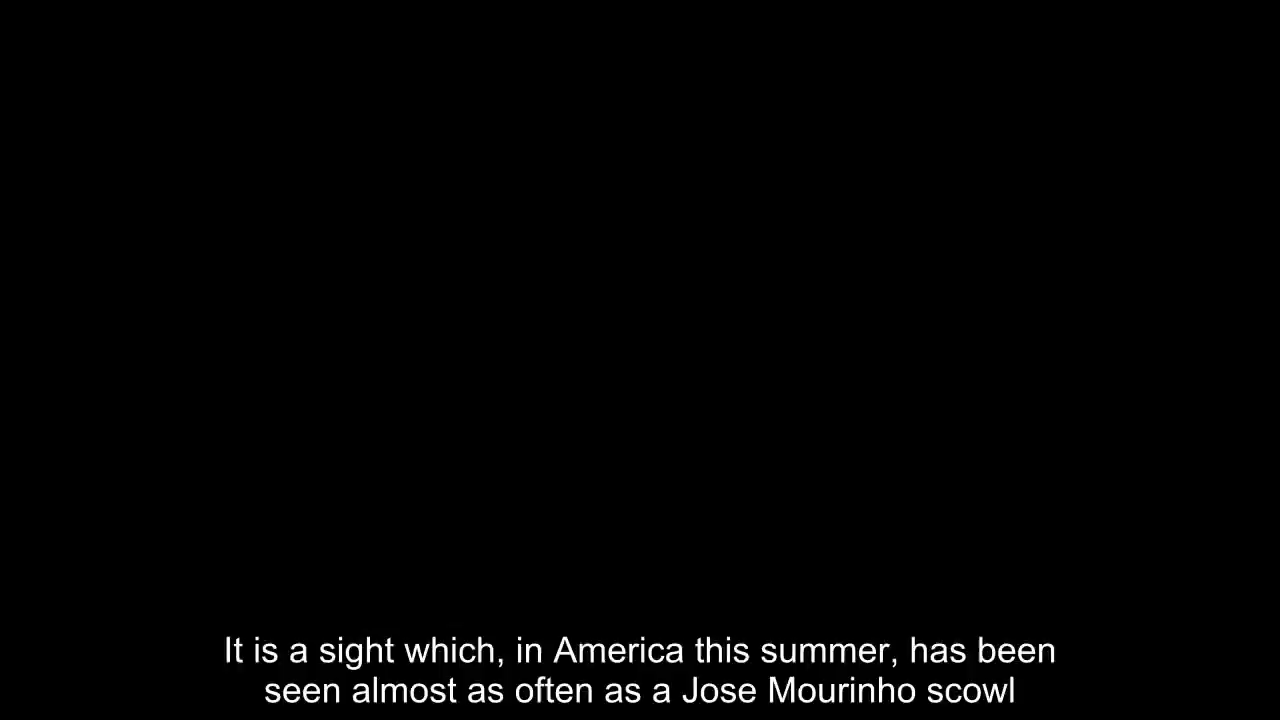 It is a sight which, in America this summer, has been
seen almost as often as a Jose Mourinho scowl